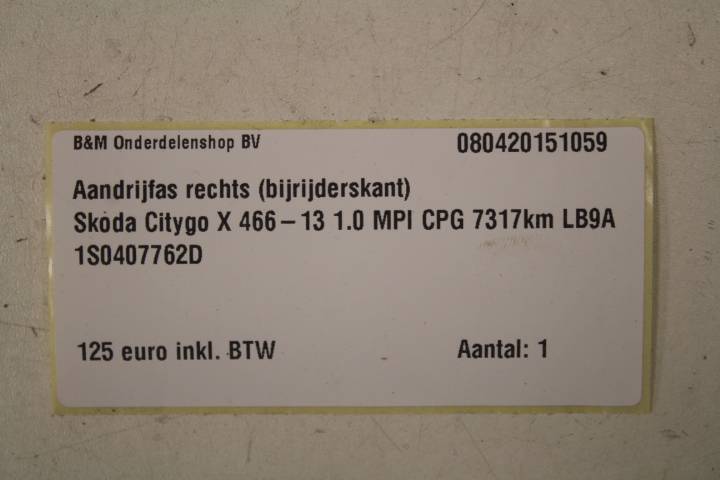 B&M Onderdelenshop BV 080420151059
Aandrijfas rechts (bijrijderskant)
Skoda Citygo X 466-13 1.0 MPI CPG 7317km LB9A
1S0407762D
125 euro inkl. BTW Aantal: 1